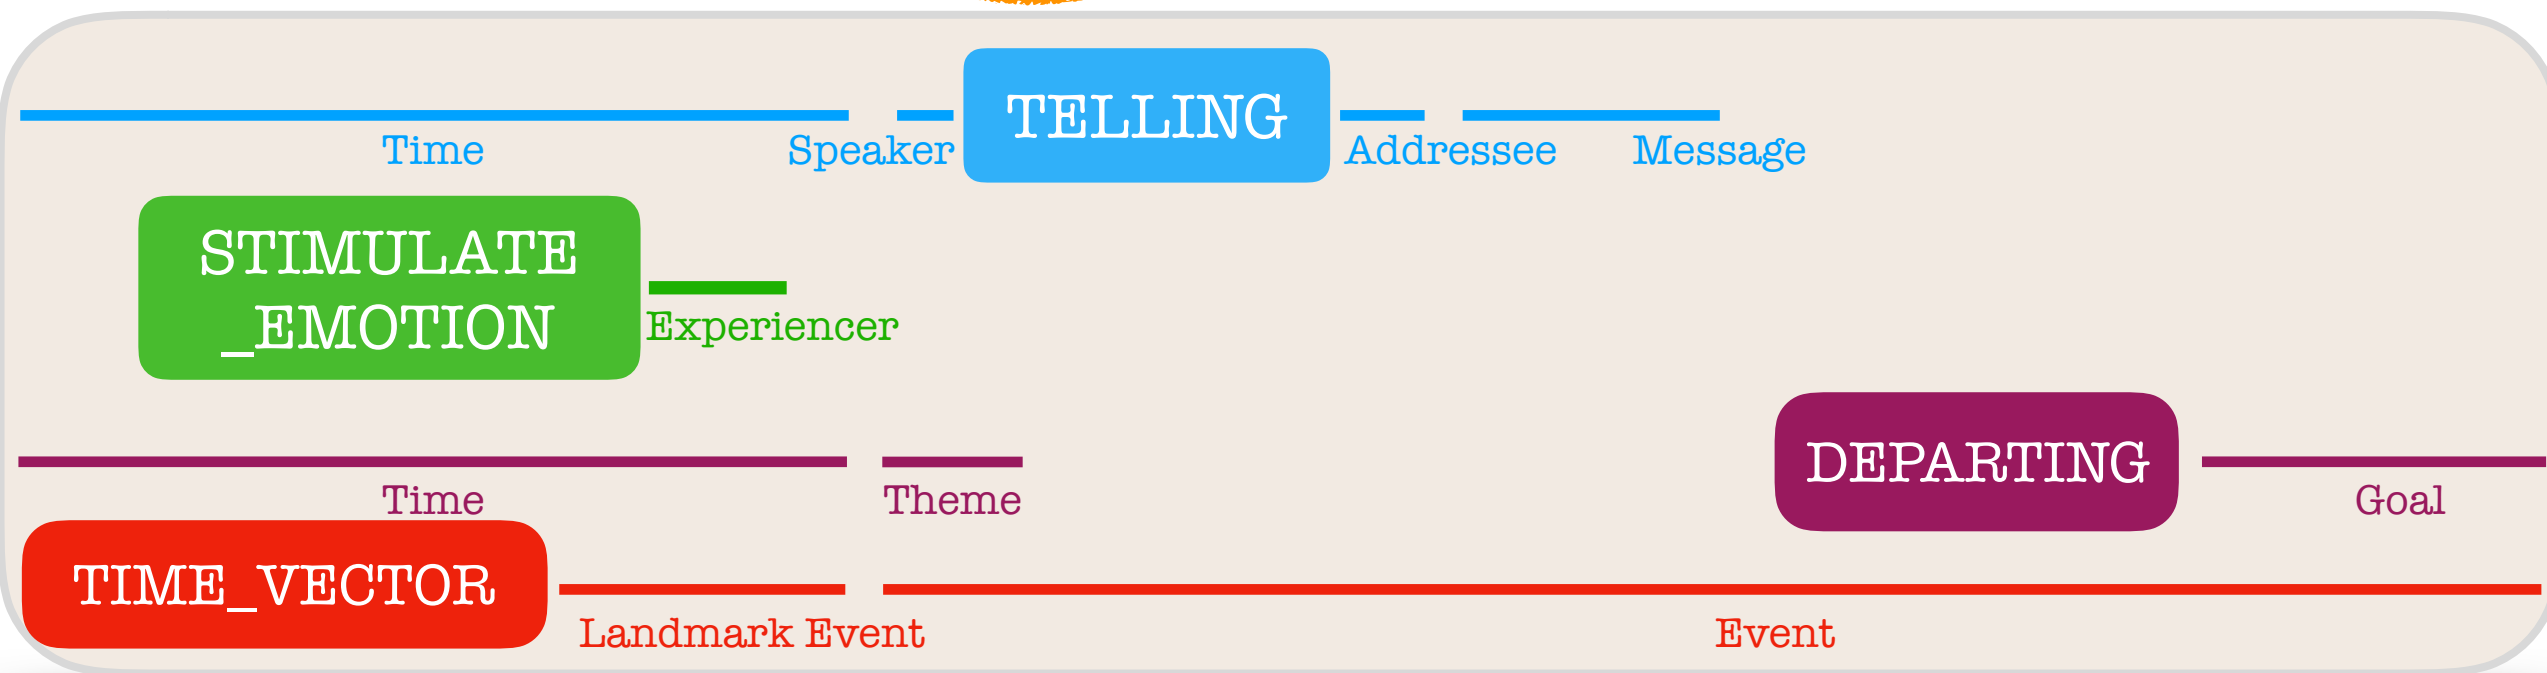 TELLING
Time
Speaker
Addressee
Message
STIMULATE
_EMOTION
Experiencer
DEPARTING
Time
Theme
Goal
TIME_VECTOR
Landmark Event
Event